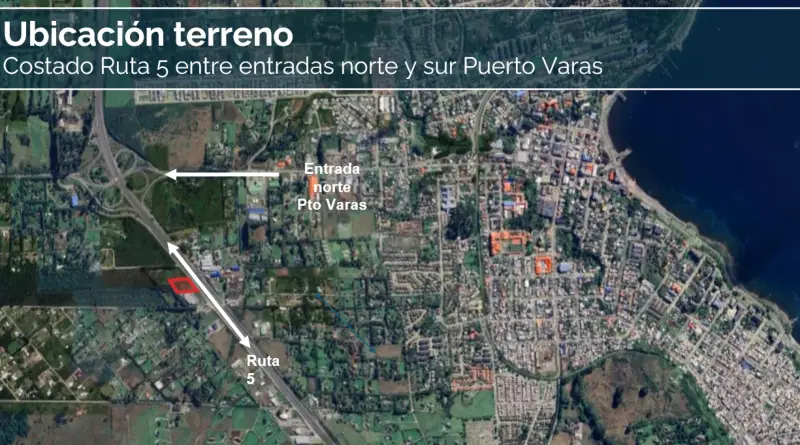 Ubicación terreno
Costado Ruta 5 entre entradas norte y sur Puerto Varas
Entrada
norte
Pto Varas
Ruta
5